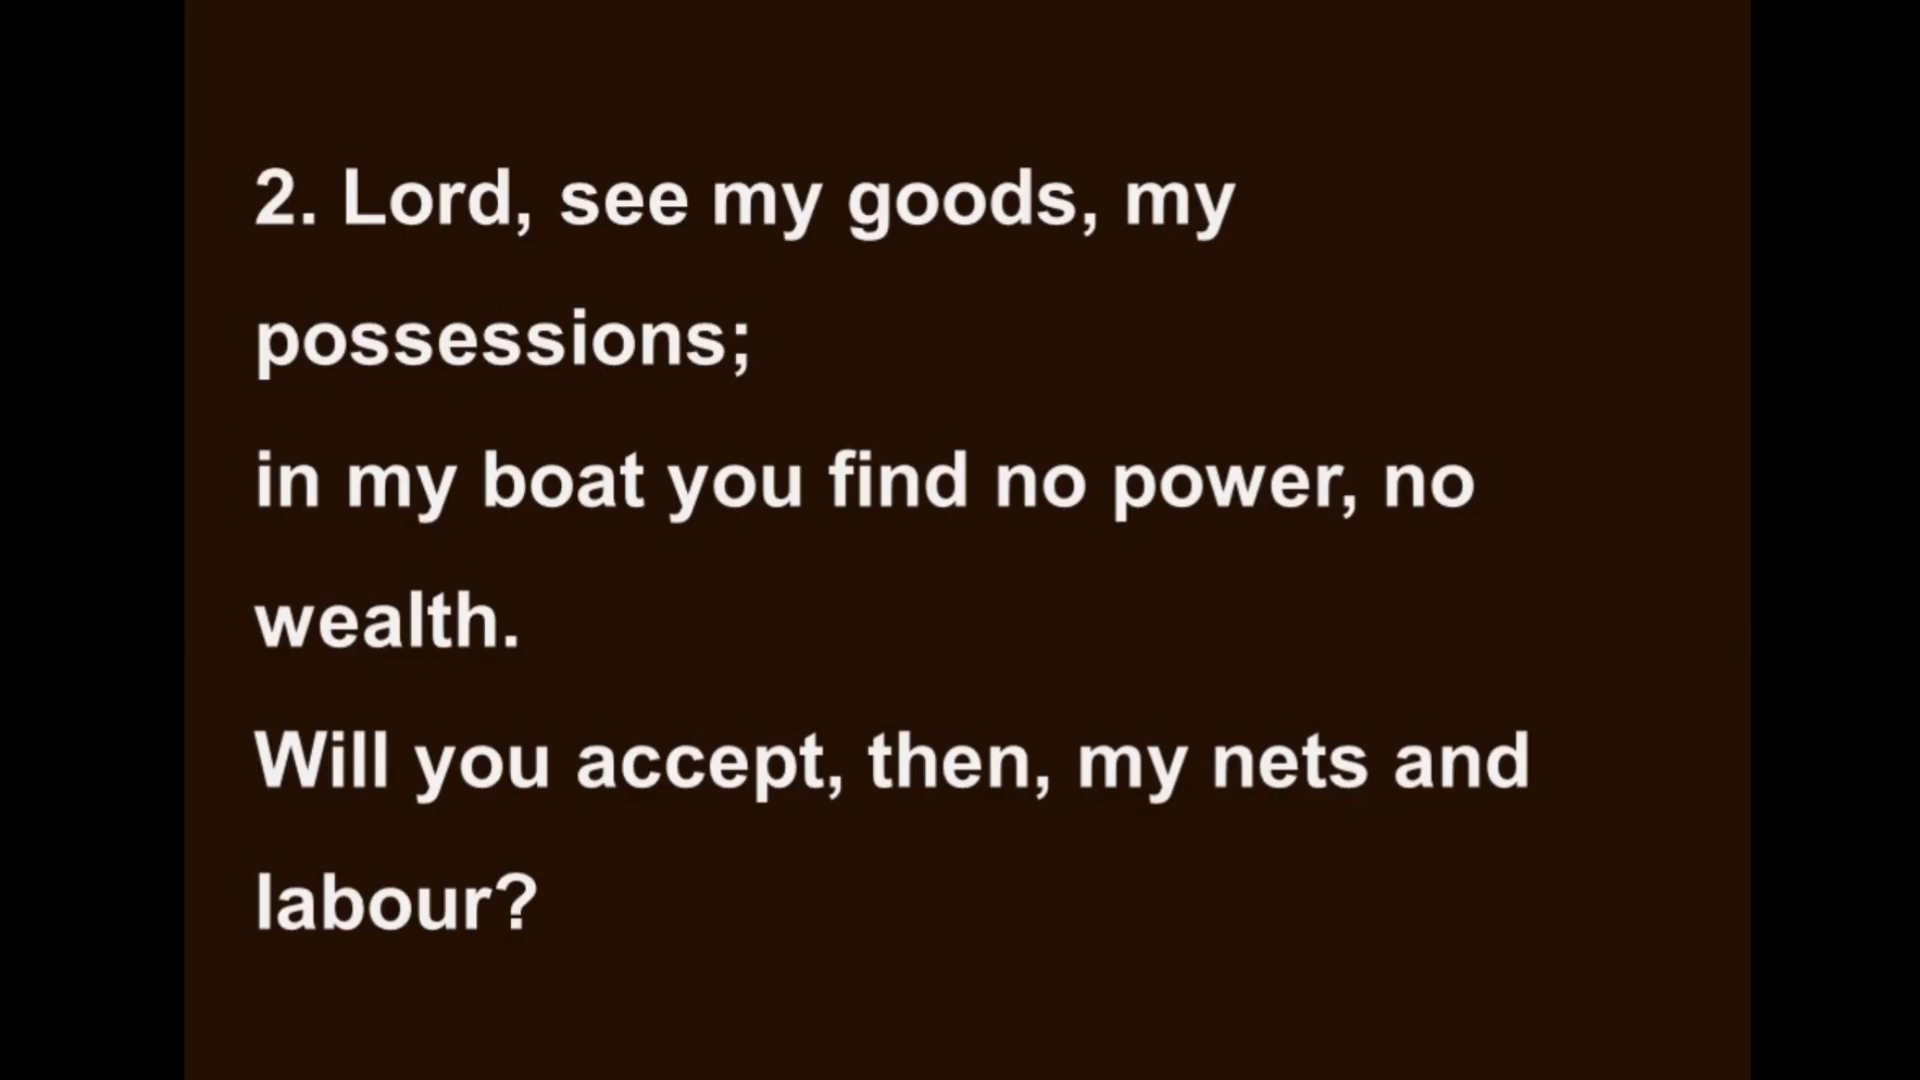 2. Lord, see my goods, my
possessions;
in my boat you find no power, no
wealth.
Will you accept, then, my nets and
labour?